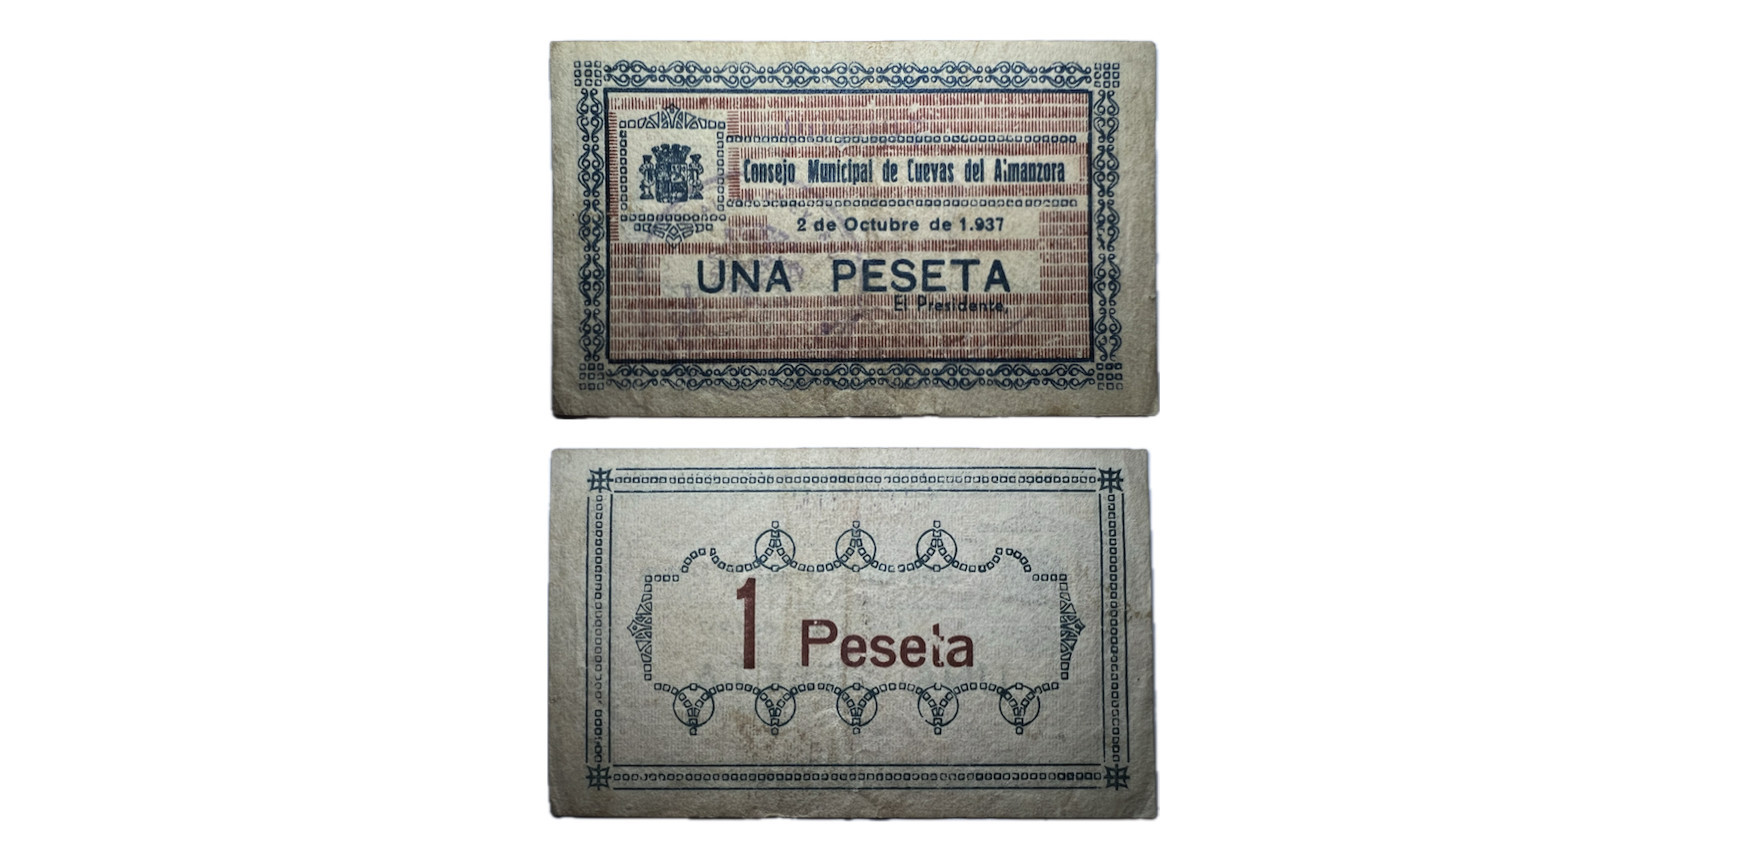 Consejo Municipal de Cuevas del Almanzora
2 de Octubre de 1.937
UNA PESETA
El Presidente,
1 Peseta